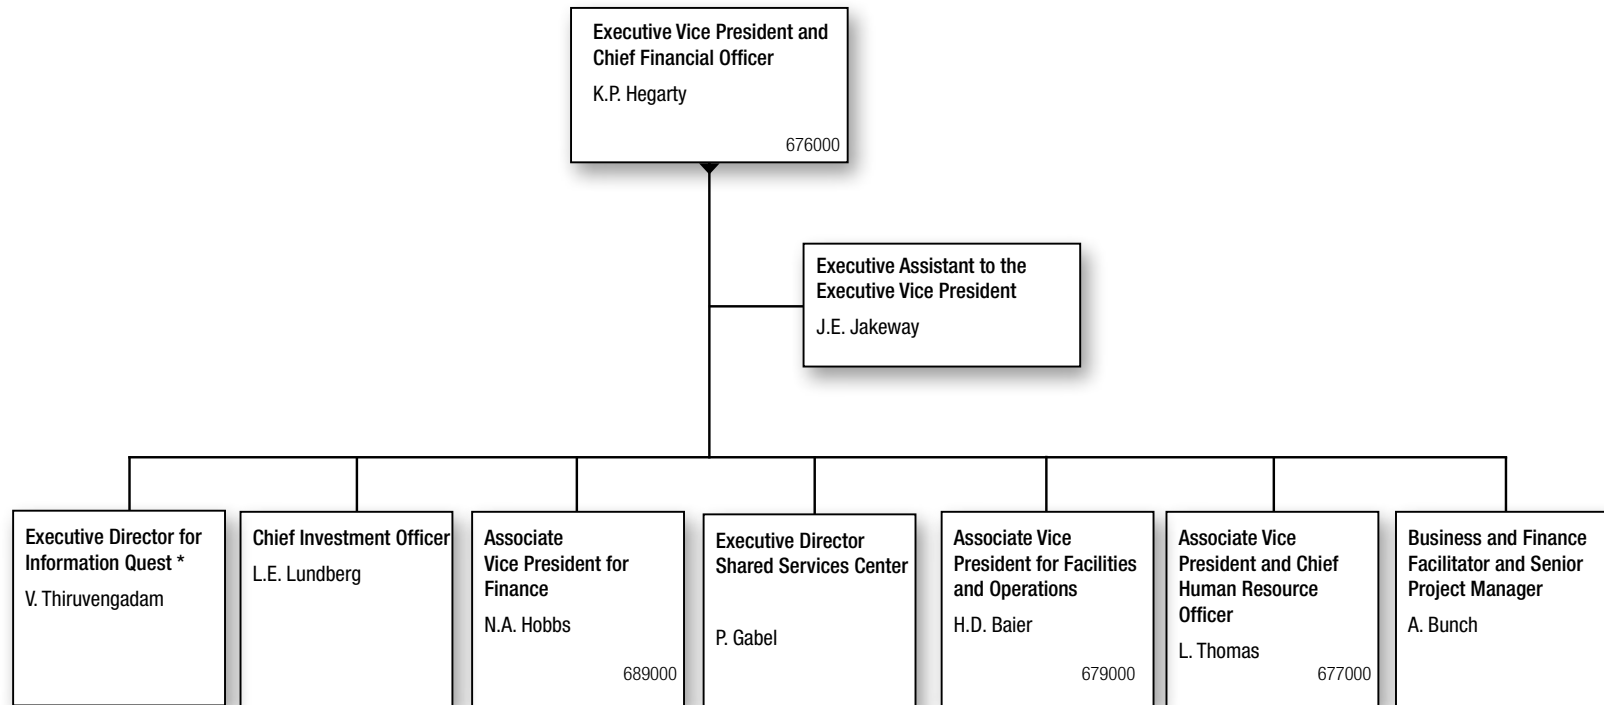 Executive Vice President and
Chief Financial Officer
K.P. Hegarty
676000
Executive Assistant to the
Executive Vice President
J.E. Jakeway
Executive Director for
Information Quest *
V. Thiruvengadam
Chief Investment Officer
L.E. Lundberg
Associate
Vice President for
Finance
N.A. Hobbs
689000
Executive Director
Shared Services Center
P. Gabel
Associate Vice
President for Facilities
and Operations
H.D. Baier
679000
Associate Vice
President and Chief
Human Resource
Officer
L. Thomas
677000
Business and Finance
Facilitator and Senior
Project Manager
A. Bunch